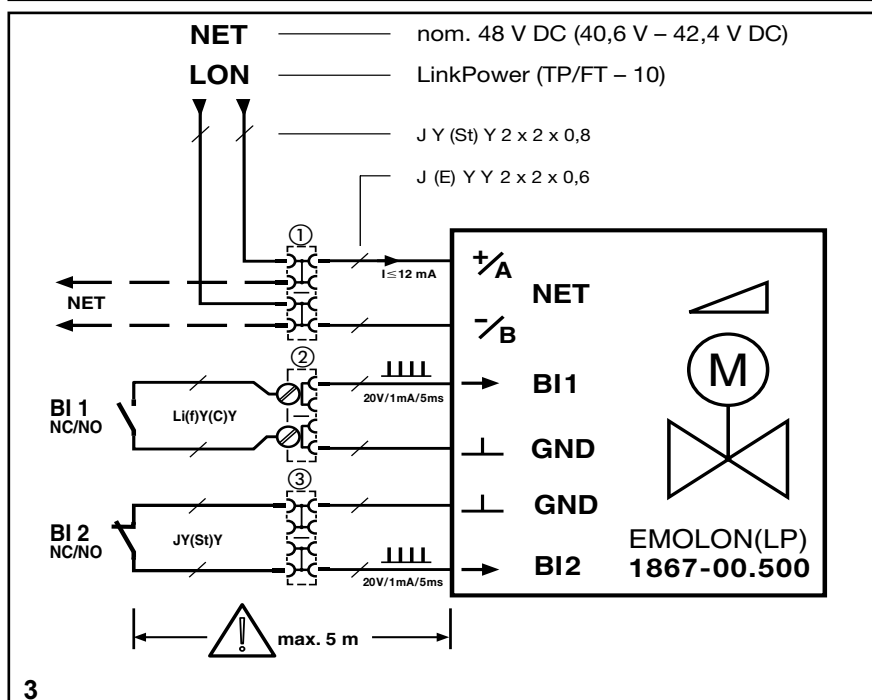 NET nom. 48 V DC (40,6 V – 42,4 V DC)
LON LinkPower (TP/FT – 10)
J Y (St) Y 2 x 2 x 0,8
J (E) Y Y 2 x 2 x 0,6
①
I≤12 mA
+/A
NET
NET
-/B
②
BI 1
NC/NO
Li(f)Y(C)Y
20V/1mA/5ms
BI1
GND
③
GND
BI 2
NC/NO
JY(St)Y
20V/1mA/5ms
BI2
M
EMOLON(LP)
1867-00.500
max. 5 m
3